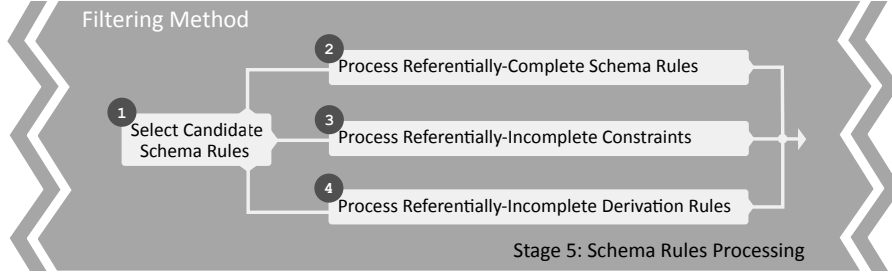 Filtering Method
2
Process Referentially-Complete Schema Rules
1
Select Candidate
Schema Rules
3
Process Referentially-Incomplete Constraints
4
Process Referentially-Incomplete Derivation Rules
Stage 5: Schema Rules Processing